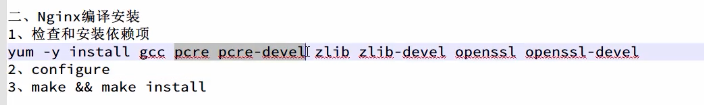 二、Nginx编译安装
1、检查和安装依赖项
yum -y install gcc pcre pcre-devel zlib zlib-devel openssl openssl-devel
2、configure
3、make && make install